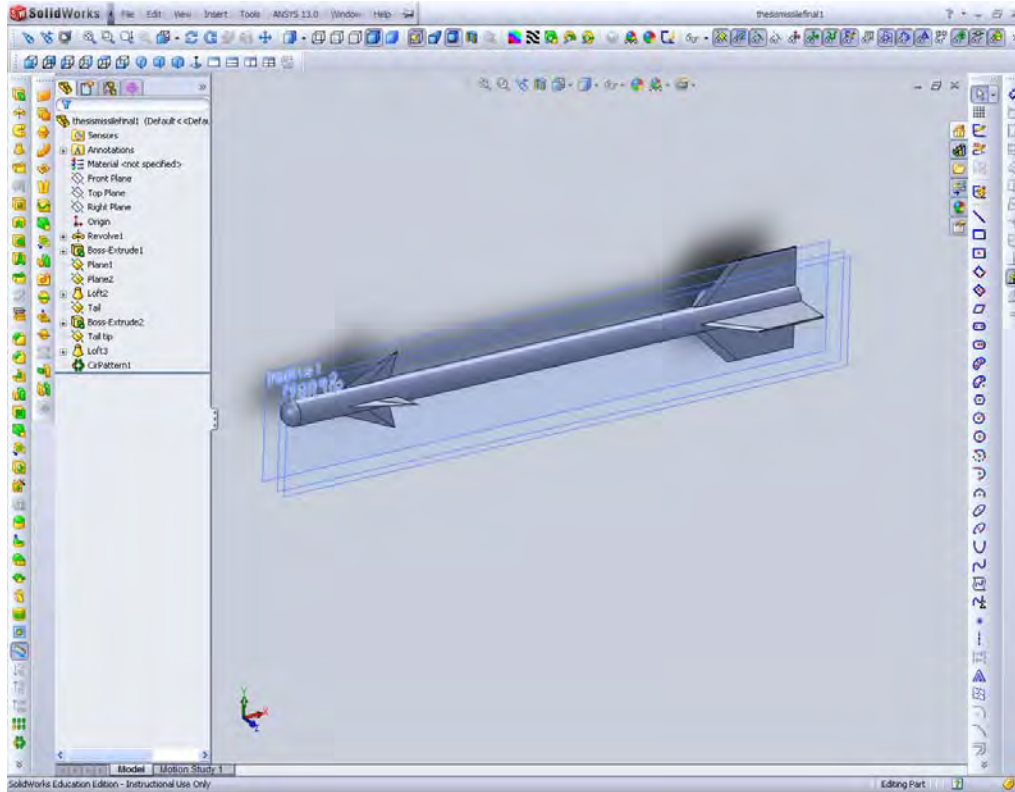 SolidWorks File Edit View Insert Tools ANSYS 13.0 Window Help thesismissilefinal1
thesismissilefinal1 (Default<<Defau
Sensors
Annotations
Material <not specified>
Front Plane
Top Plane
Right Plane
Origin
Revolve1
Boss-Extrude1
Plane1
Plane2
Loft2
Tail
Boss-Extrude2
Tail tip
Loft3
CirPattern1
Y
X
Z
Model Motion Study 1
SolidWorks Education Edition - Instructional Use Only Editing Part